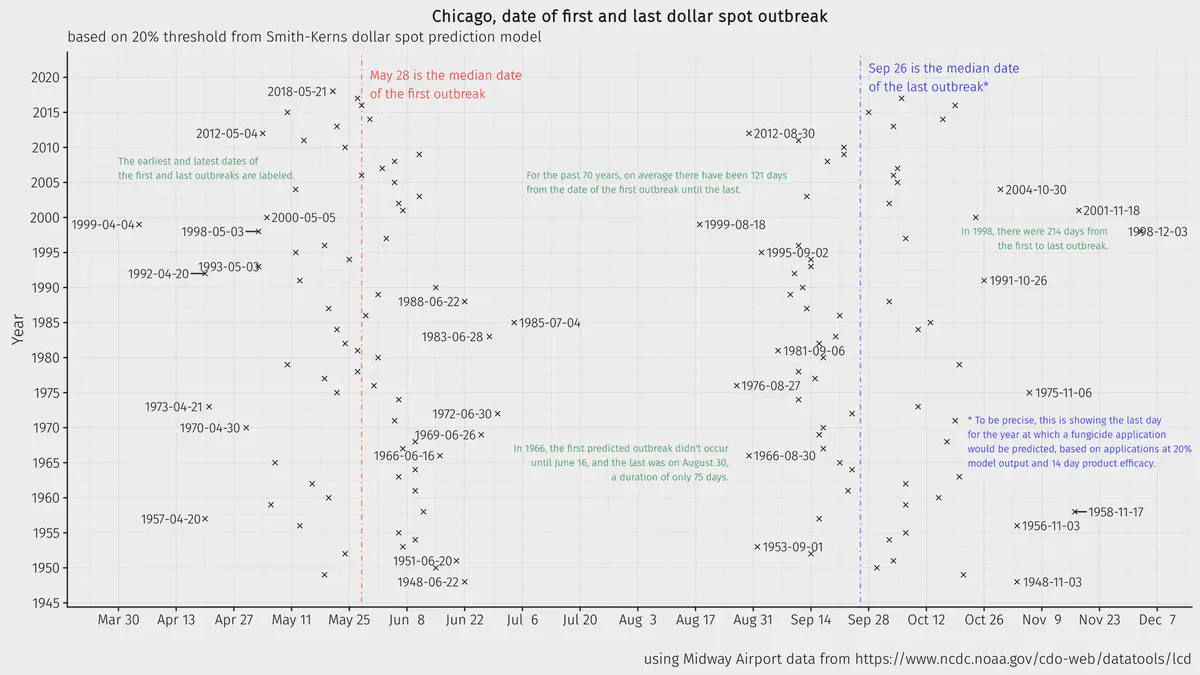 Chicago, date of first and last dollar spot outbreak
based on 20% threshold from Smith-Kerns dollar spot prediction model
May 28 is the median date
of the first outbreak
Sep 26 is the median date
of the last outbreak*
2018-05-21
2012-05-04
2012-08-30
The earliest and latest dates of
the first and last outbreaks are labeled.
For the past 70 years, on average there have been 121 days
from the date of the first outbreak until the last.
2004-10-30
2000-05-05
2001-11-18
1999-04-04
1999-08-18
1998-05-03
1998-12-03
In 1998, there were 214 days from
the first to last outbreak.
1995-09-02
1993-05-03
1992-04-20
1991-10-26
1988-06-22
1985-07-04
1983-06-28
1981-09-06
1976-08-27
1975-11-06
1973-04-21
1972-06-30
1970-04-30
1969-06-26
* To be precise, this is showing the last day
for the year at which a fungicide application
would be predicted, based on applications at 20%
model output and 14 day product efficacy.
In 1966, the first predicted outbreak didn't occur
until June 16, and the last was on August 30,
a duration of only 75 days.
1966-06-16
1966-08-30
1957-04-20
1958-11-17
1956-11-03
1953-09-01
1951-06-20
1948-06-22
1948-11-03
Year
2020
2015
2010
2005
2000
1995
1990
1985
1980
1975
1970
1965
1960
1955
1950
1945
Mar 30 Apr 13 Apr 27 May 11 May 25 Jun 8 Jun 22 Jul 6 Jul 20 Aug 3 Aug 17 Aug 31 Sep 14 Sep 28 Oct 12 Oct 26 Nov 9 Nov 23 Dec 7
using Midway Airport data from https://www.ncdc.noaa.gov/cdo-web/datatools/lcd